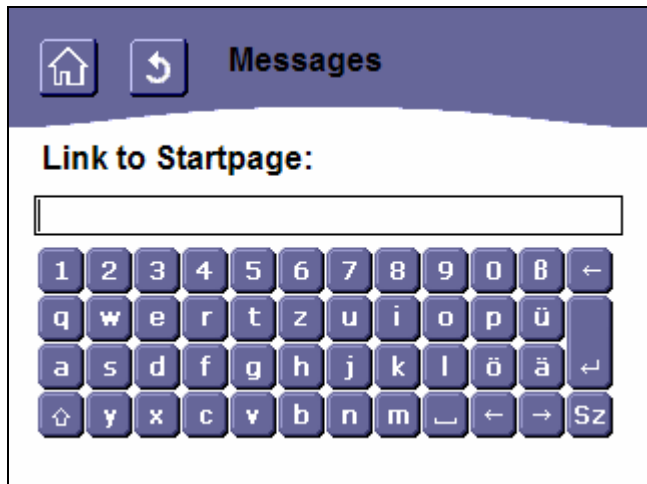 Messages
Link to Startpage:
1 2 3 4 5 6 7 8 9 0 ß ←
q w e r t z u i o p ü
a s d f g h j k l ö ä ↵
⇧ y x c v b n m ⎵ ← → Sz